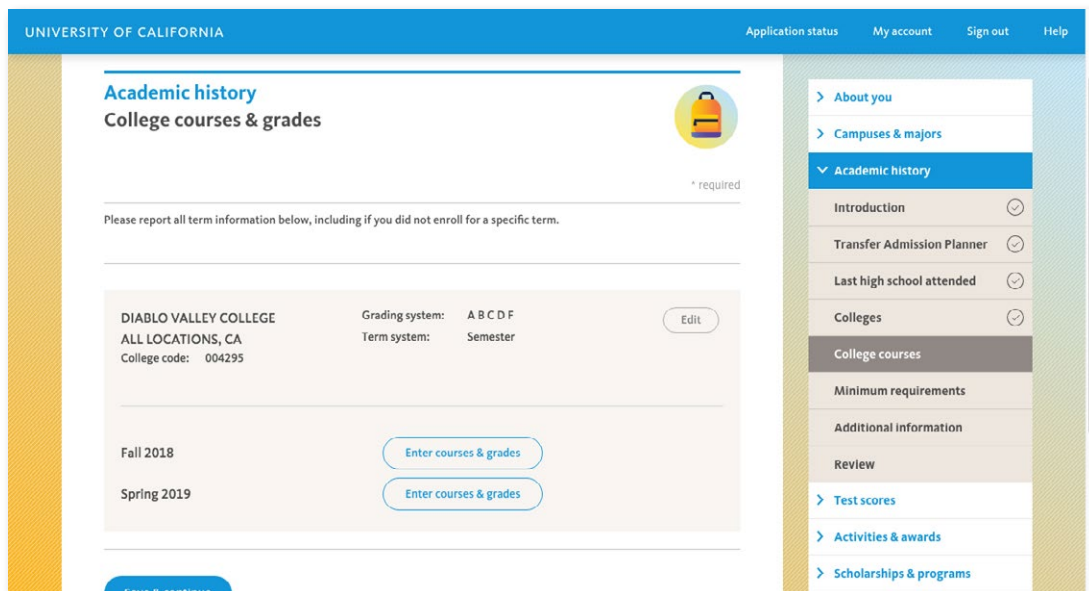 UNIVERSITY OF CALIFORNIA
Application status My account Sign out Help
Academic history
College courses & grades
* required
Please report all term information below, including if you did not enroll for a specific term.
DIABLO VALLEY COLLEGE
ALL LOCATIONS, CA
College code: 004295
Grading system: A B C D F
Term system: Semester
Edit
Fall 2018 Enter courses & grades
Spring 2019 Enter courses & grades
Save & continue
About you
Campuses & majors
Academic history
Introduction
Transfer Admission Planner
Last high school attended
Colleges
College courses
Minimum requirements
Additional information
Review
Test scores
Activities & awards
Scholarships & programs